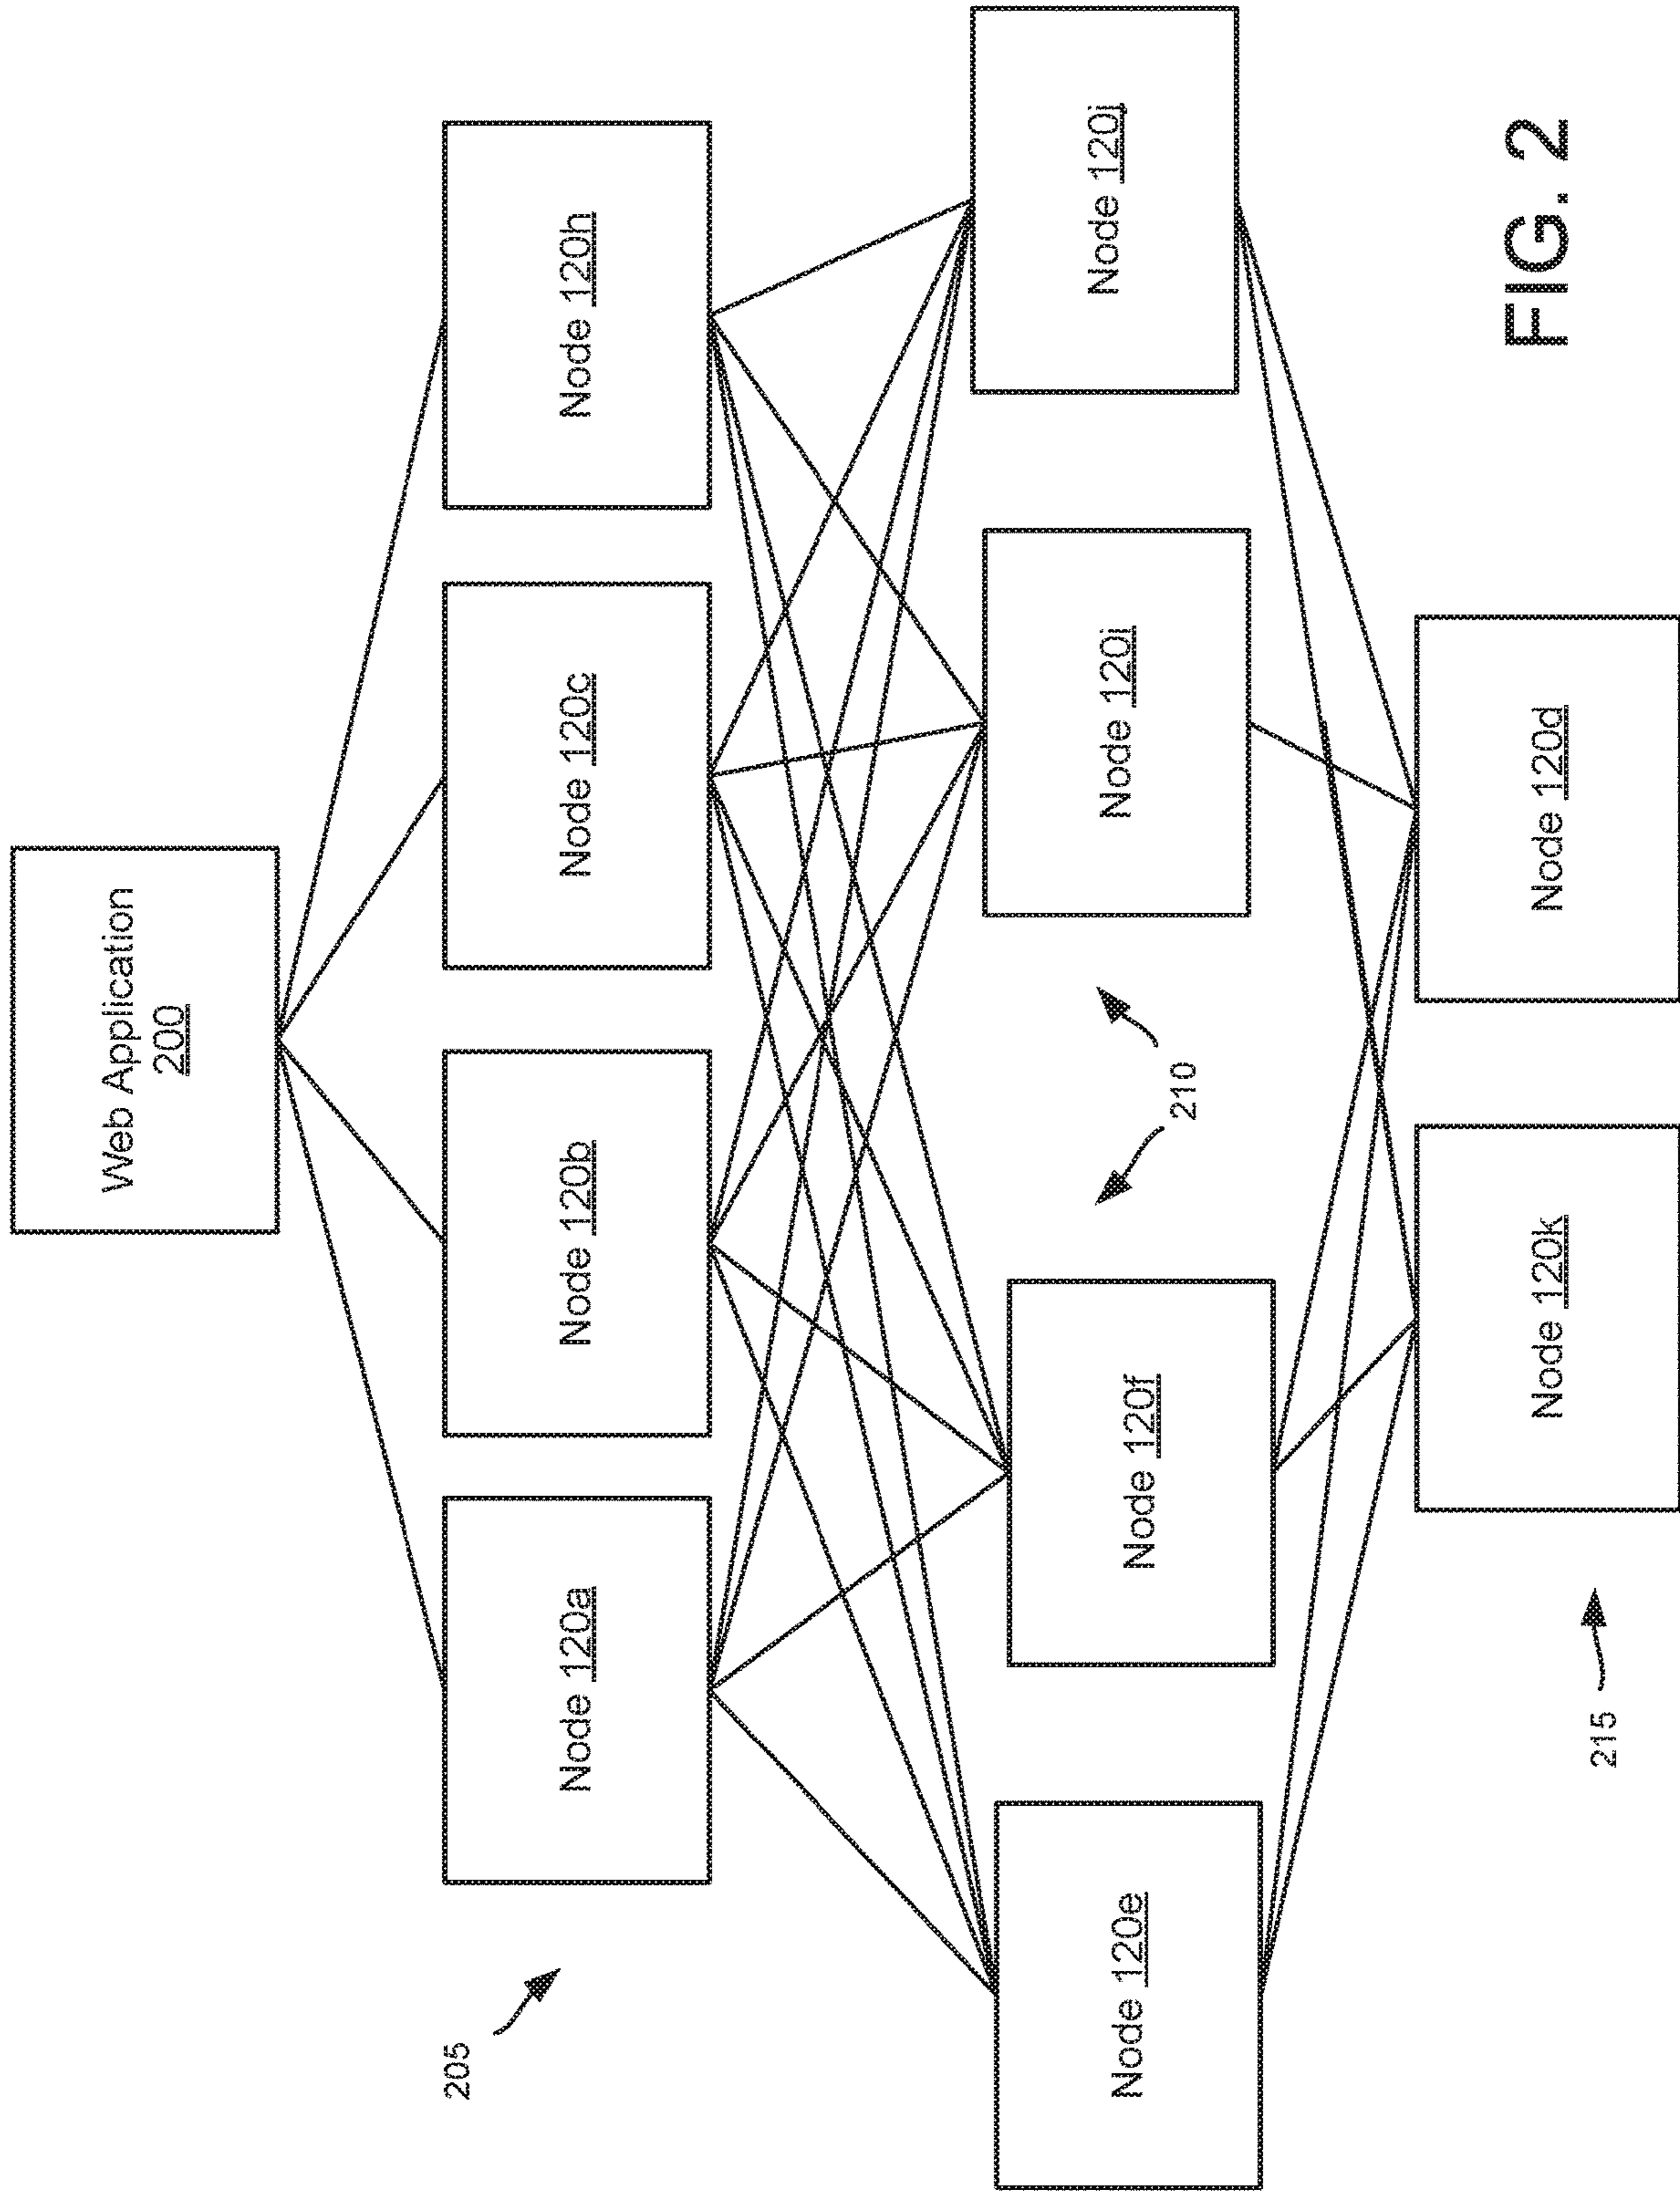 Web Application
200
Node 120a
Node 120b
Node 120c
Node 120h
205
Node 120e
Node 120f
Node 120i
Node 120j
210
Node 120k
Node 120d
215
FIG. 2